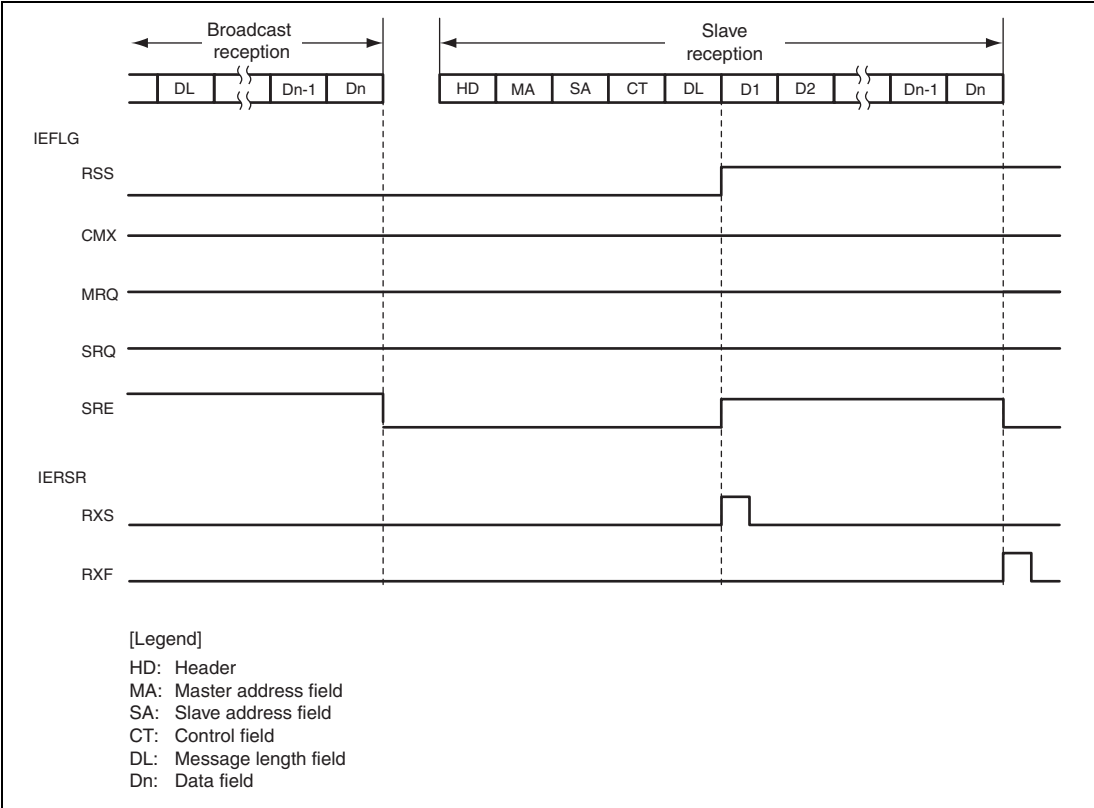 Broadcast
reception
Slave
reception
DL Dn-1 Dn HD MA SA CT DL D1 D2 Dn-1 Dn
IEFLG
RSS
CMX
MRQ
SRQ
SRE
IERSR
RXS
RXF
[Legend]
HD: Header
MA: Master address field
SA: Slave address field
CT: Control field
DL: Message length field
Dn: Data field